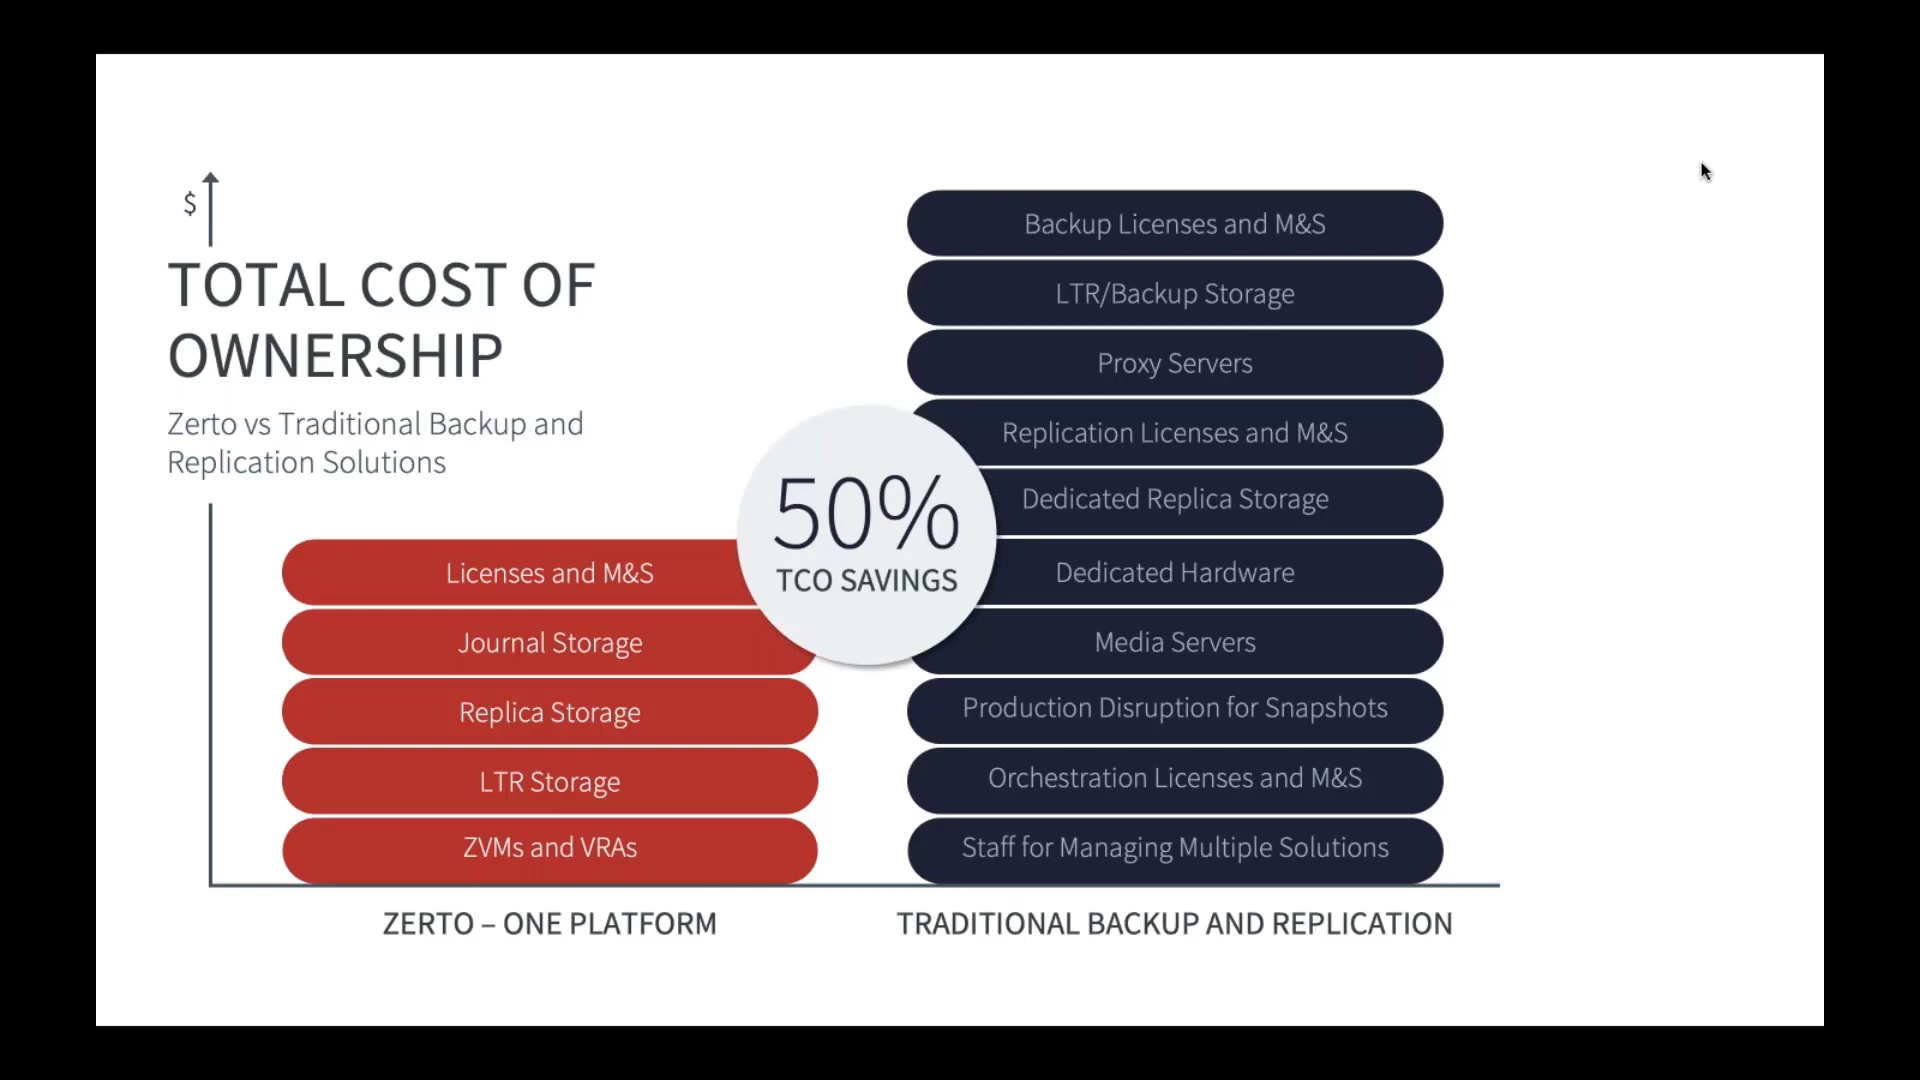 $
TOTAL COST OF
OWNERSHIP
Zerto vs Traditional Backup and
Replication Solutions
50%
TCO SAVINGS
Licenses and M&S
Journal Storage
Replica Storage
LTR Storage
ZVMs and VRAs
ZERTO – ONE PLATFORM
Backup Licenses and M&S
LTR/Backup Storage
Proxy Servers
Replication Licenses and M&S
Dedicated Replica Storage
Dedicated Hardware
Media Servers
Production Disruption for Snapshots
Orchestration Licenses and M&S
Staff for Managing Multiple Solutions
TRADITIONAL BACKUP AND REPLICATION